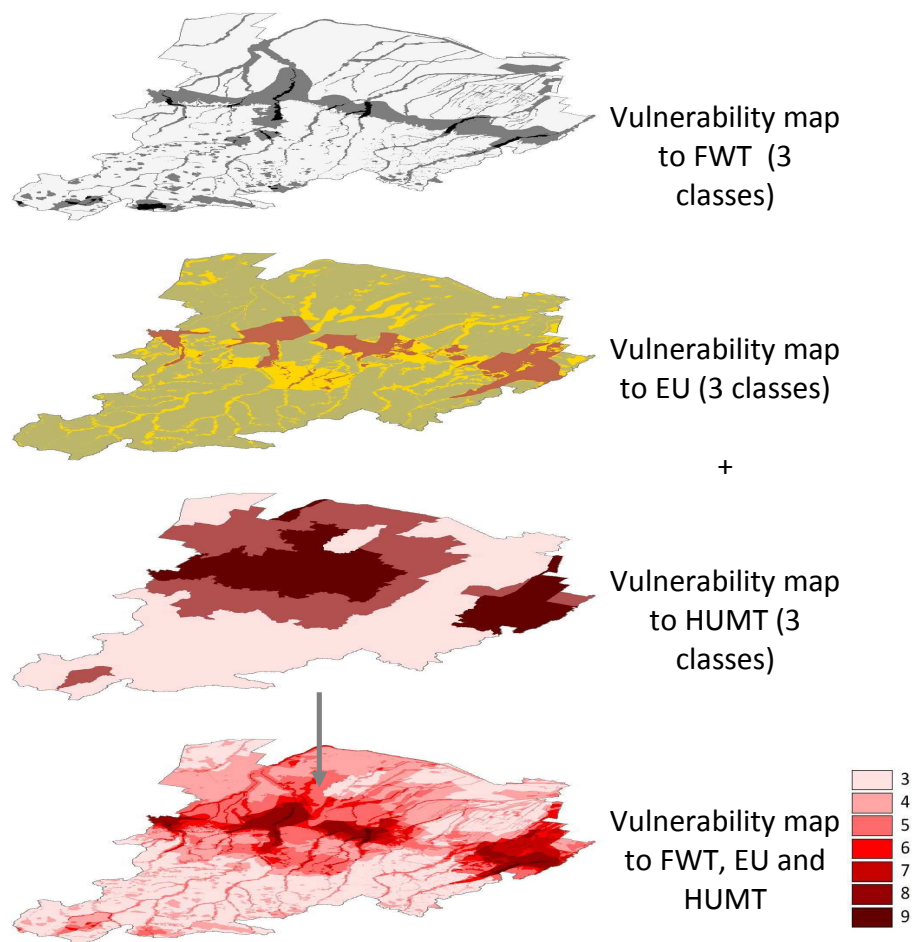 Vulnerability map
to FWT (3
classes)
Vulnerability map
to EU (3 classes)
+
Vulnerability map
to HUMT (3
classes)
Vulnerability map
to FWT, EU and
HUMT
3
4
5
6
7
8
9